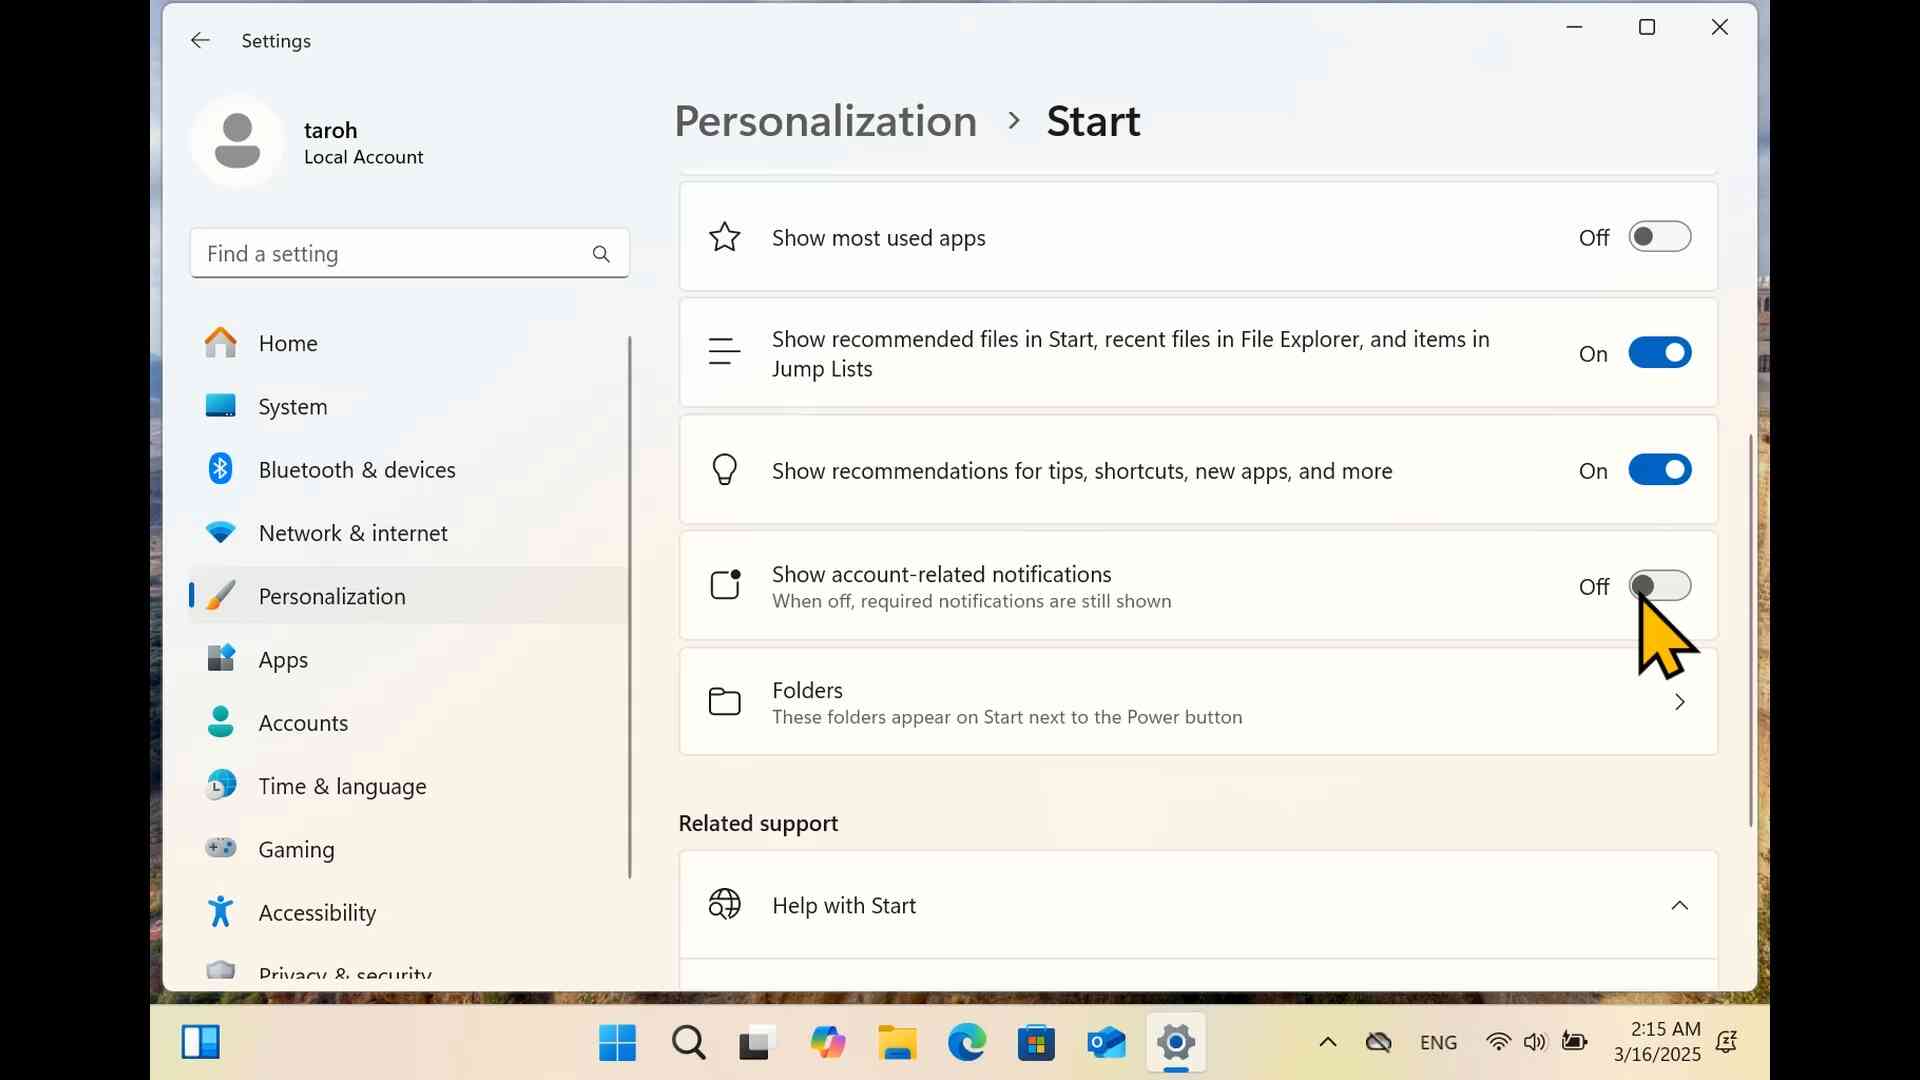 Settings
taroh
Local Account
Find a setting
Home
System
Bluetooth & devices
Network & internet
Personalization
Apps
Accounts
Time & language
Gaming
Accessibility
Privacy & security
Personalization > Start
Show most used apps
Off
Show recommended files in Start, recent files in File Explorer, and items in
Jump Lists
On
Show recommendations for tips, shortcuts, new apps, and more
On
Show account-related notifications
When off, required notifications are still shown
Off
Folders
These folders appear on Start next to the Power button
Related support
Help with Start
ENG
2:15 AM
3/16/2025